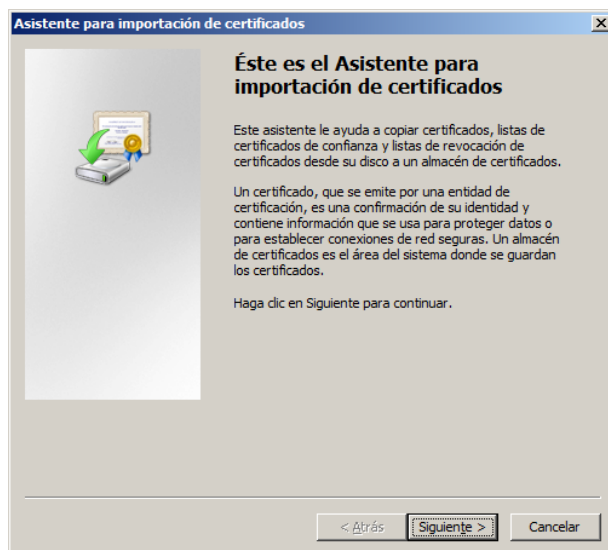 Asistente para importación de certificados
Éste es el Asistente para
importación de certificados
Este asistente le ayuda a copiar certificados, listas de
certificados de confianza y listas de revocación de
certificados desde su disco a un almacén de certificados.
Un certificado, que se emite por una entidad de
certificación, es una confirmación de su identidad y
contiene información que se usa para proteger datos o
para establecer conexiones de red seguras. Un almacén
de certificados es el área del sistema donde se guardan
los certificados.
Haga clic en Siguiente para continuar.
< Atrás Siguiente > Cancelar